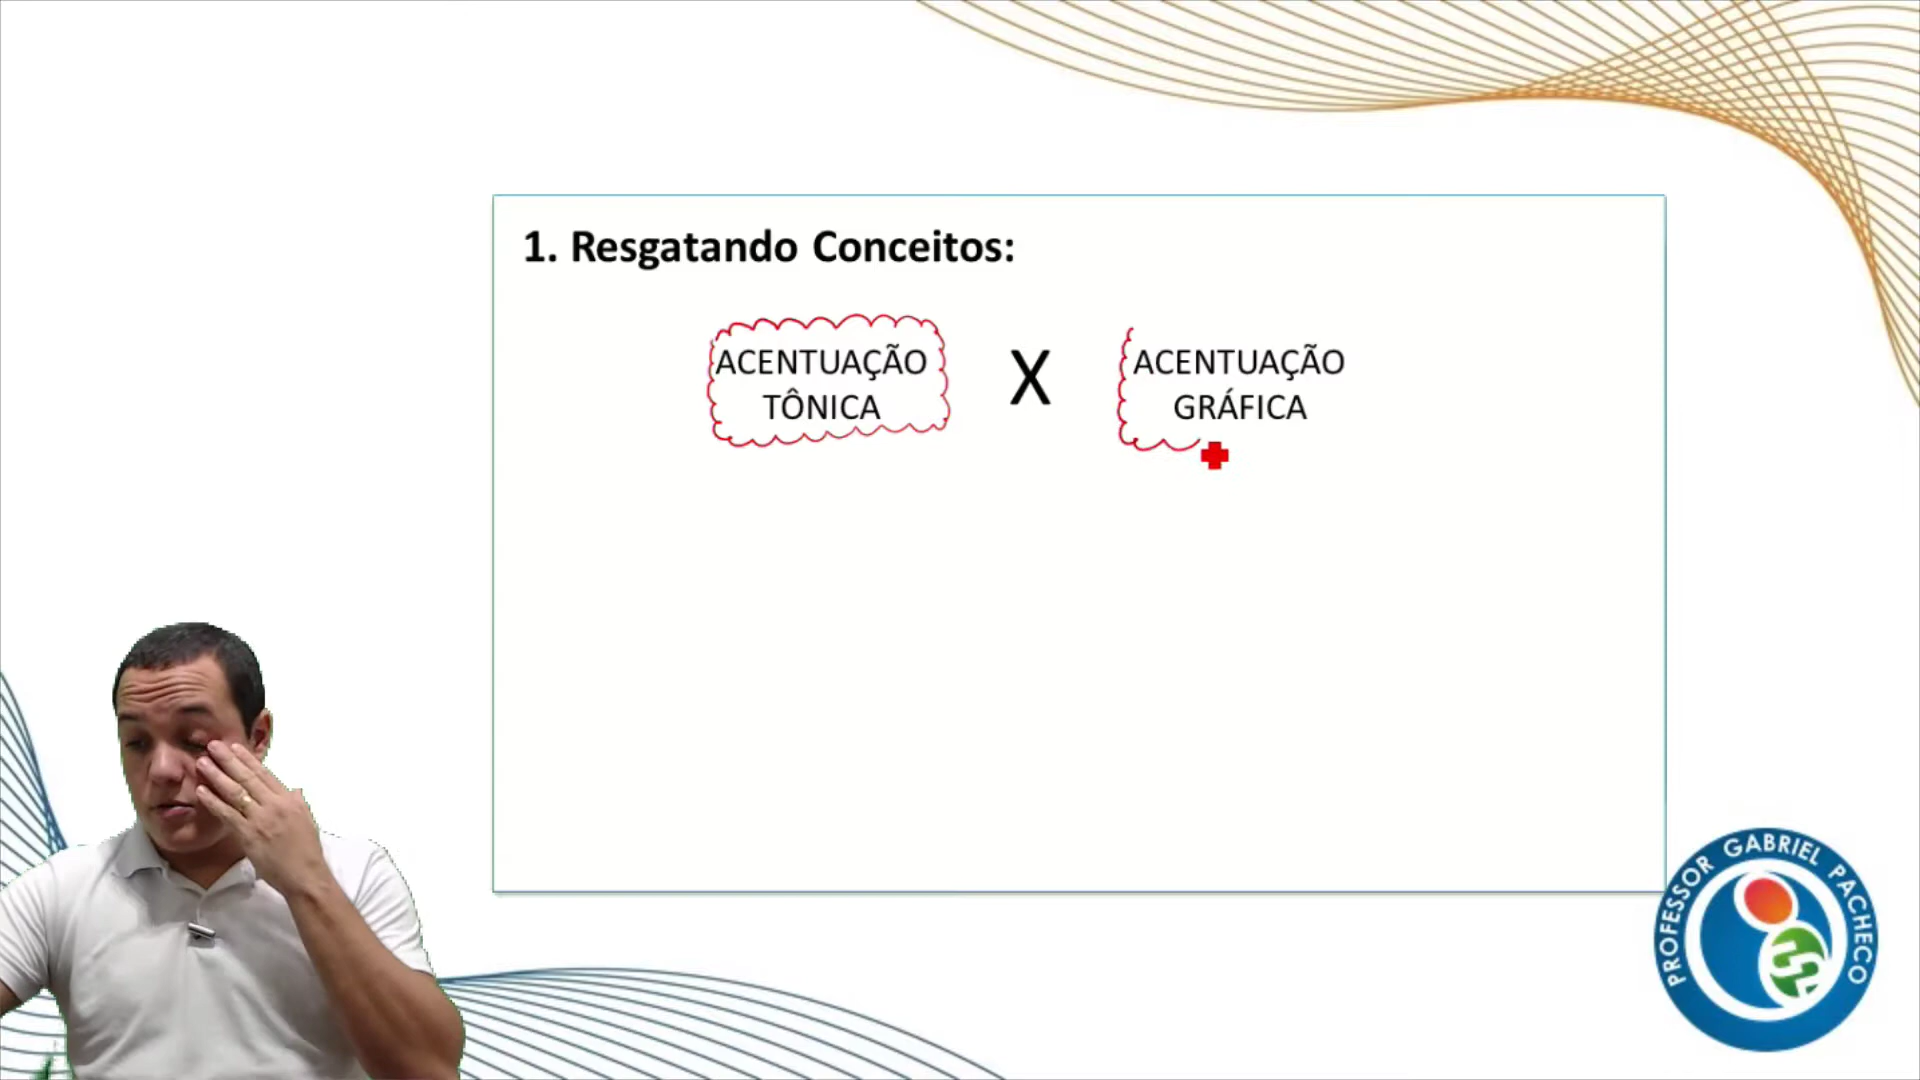 1. Resgatando Conceitos:
ACENTUAÇÃO
TÔNICA
X
ACENTUAÇÃO
GRÁFICA
PROFESSOR GABRIEL PACHECO